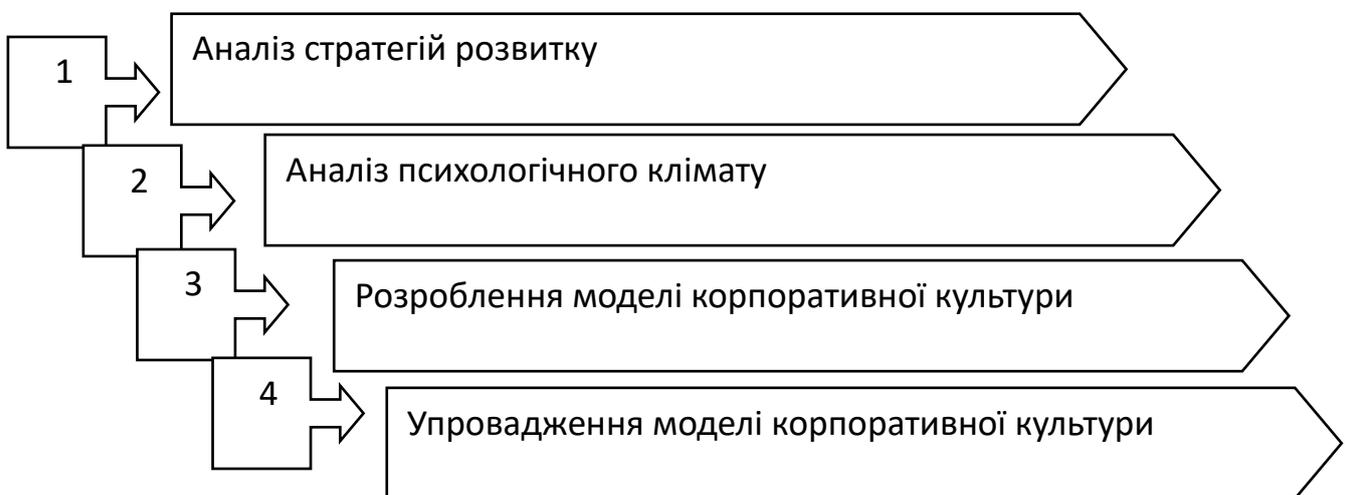 1
Аналіз стратегій розвитку
2
Аналіз психологічного клімату
3
Розроблення моделі корпоративної культури
4
Упровадження моделі корпоративної культури